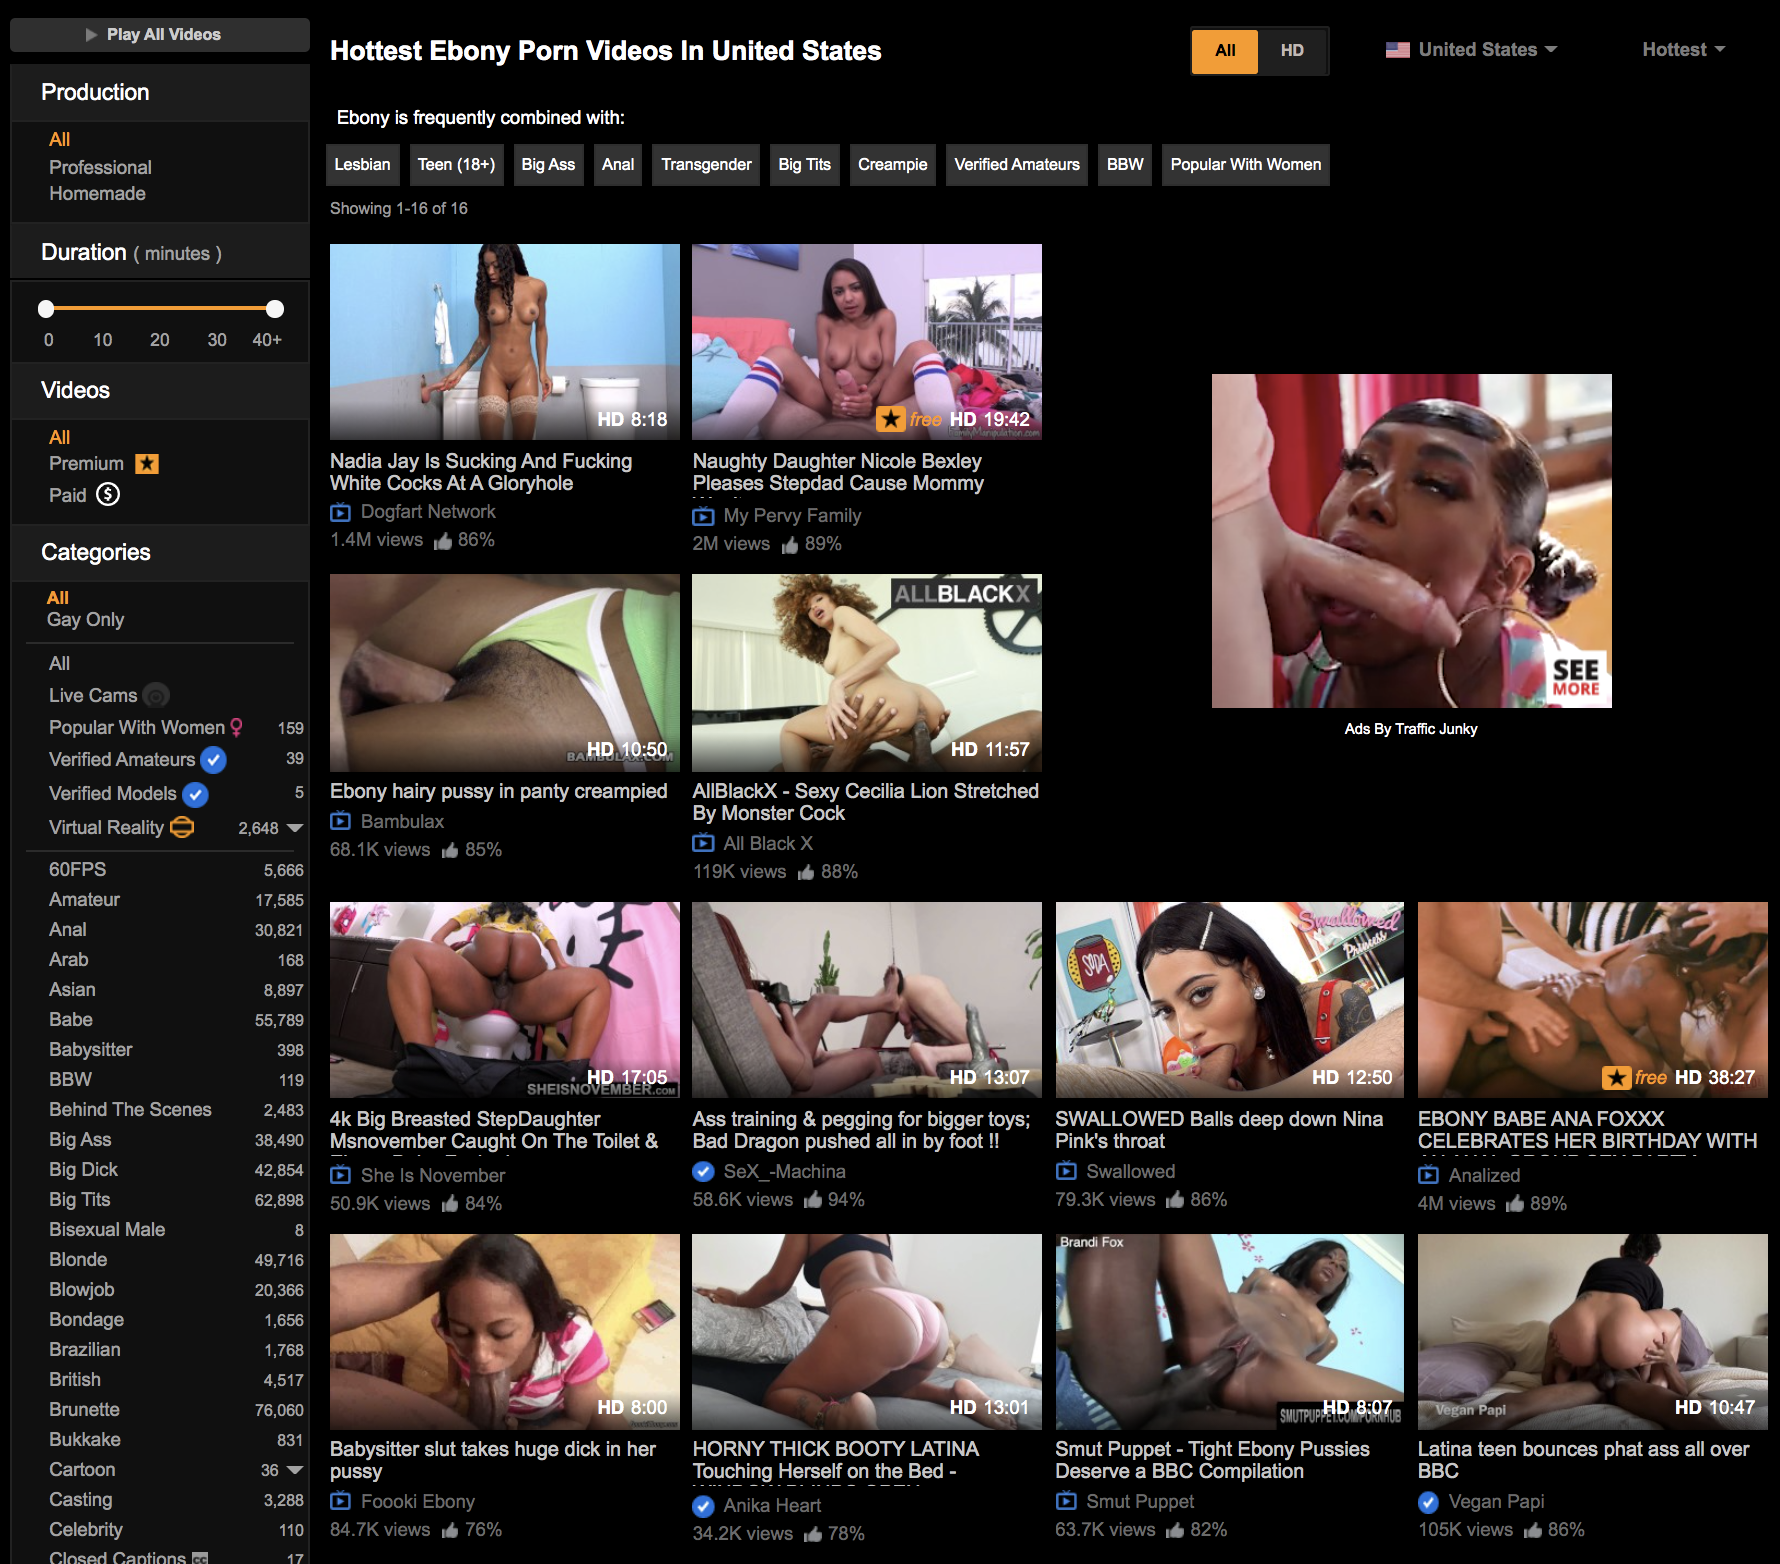 Play All Videos
Production
All
Professional
Homemade
Duration ( minutes )
0 10 20 30 40+
Videos
All
Premium
Paid
Categories
All
Gay Only
All
Live Cams
Popular With Women 159
Verified Amateurs 39
Verified Models 5
Virtual Reality 2,648
60FPS 5,666
Amateur 17,585
Anal 30,821
Arab 168
Asian 8,897
Babe 55,789
Babysitter 398
BBW 119
Behind The Scenes 2,483
Big Ass 38,490
Big Dick 42,854
Big Tits 62,898
Bisexual Male 8
Blonde 49,716
Blowjob 20,366
Bondage 1,656
Brazilian 1,768
British 4,517
Brunette 76,060
Bukkake 831
Cartoon 36
Casting 3,288
Celebrity 110
Closed Captions CC 17
Hottest Ebony Porn Videos In United States
All HD
United States
Hottest
Ebony is frequently combined with:
Lesbian Teen (18+) Big Ass Anal Transgender Big Tits Creampie Verified Amateurs BBW Popular With Women
Showing 1-16 of 16
HD 8:18
Nadia Jay Is Sucking And Fucking
White Cocks At A Gloryhole
Dogfart Network
1.4M views 86%
free HD 19:42
Naughty Daughter Nicole Bexley
Pleases Stepdad Cause Mommy
My Pervy Family
2M views 89%
SEE
MORE
Ads By Traffic Junky
BAMBULAX.COM
HD 10:50
Ebony hairy pussy in panty creampied
Bambulax
68.1K views 85%
ALLBLACKX
HD 11:57
AllBlackX - Sexy Cecilia Lion Stretched
By Monster Cock
All Black X
119K views 88%
HD 17:05
SHEISNOVEMBER.COM
4k Big Breasted StepDaughter
Msnovember Caught On The Toilet &
She Is November
50.9K views 84%
HD 13:07
Ass training & pegging for bigger toys;
Bad Dragon pushed all in by foot !!
SeX_-Machina
58.6K views 94%
SODA
Swallowed
Princess
HD 12:50
SWALLOWED Balls deep down Nina
Pink's throat
Swallowed
79.3K views 86%
free HD 38:27
EBONY BABE ANA FOXXX
CELEBRATES HER BIRTHDAY WITH
Analized
4M views 89%
HD 8:00
Babysitter slut takes huge dick in her
pussy
Foooki Ebony
84.7K views 76%
HD 13:01
HORNY THICK BOOTY LATINA
Touching Herself on the Bed -
Anika Heart
34.2K views 78%
Brandi Fox
HD 8:07
SMUTPUPPET.COM/PORNHUB
Smut Puppet - Tight Ebony Pussies
Deserve a BBC Compilation
Smut Puppet
63.7K views 82%
Vegan Papi
HD 10:47
Latina teen bounces phat ass all over
BBC
Vegan Papi
105K views 86%